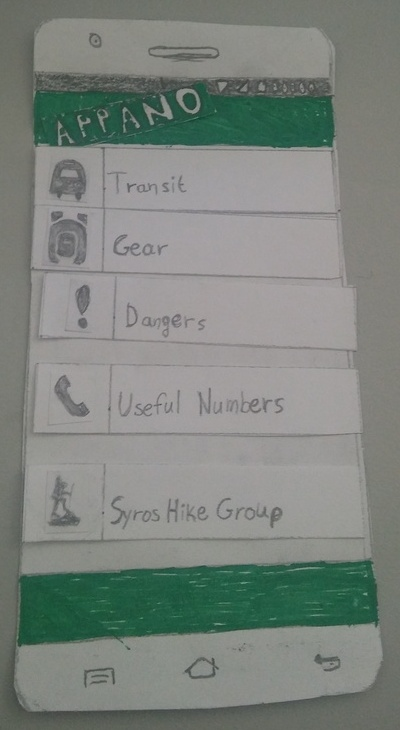 APPANO
Transit
Gear
Dangers
Useful Numbers
Syros Hike Group